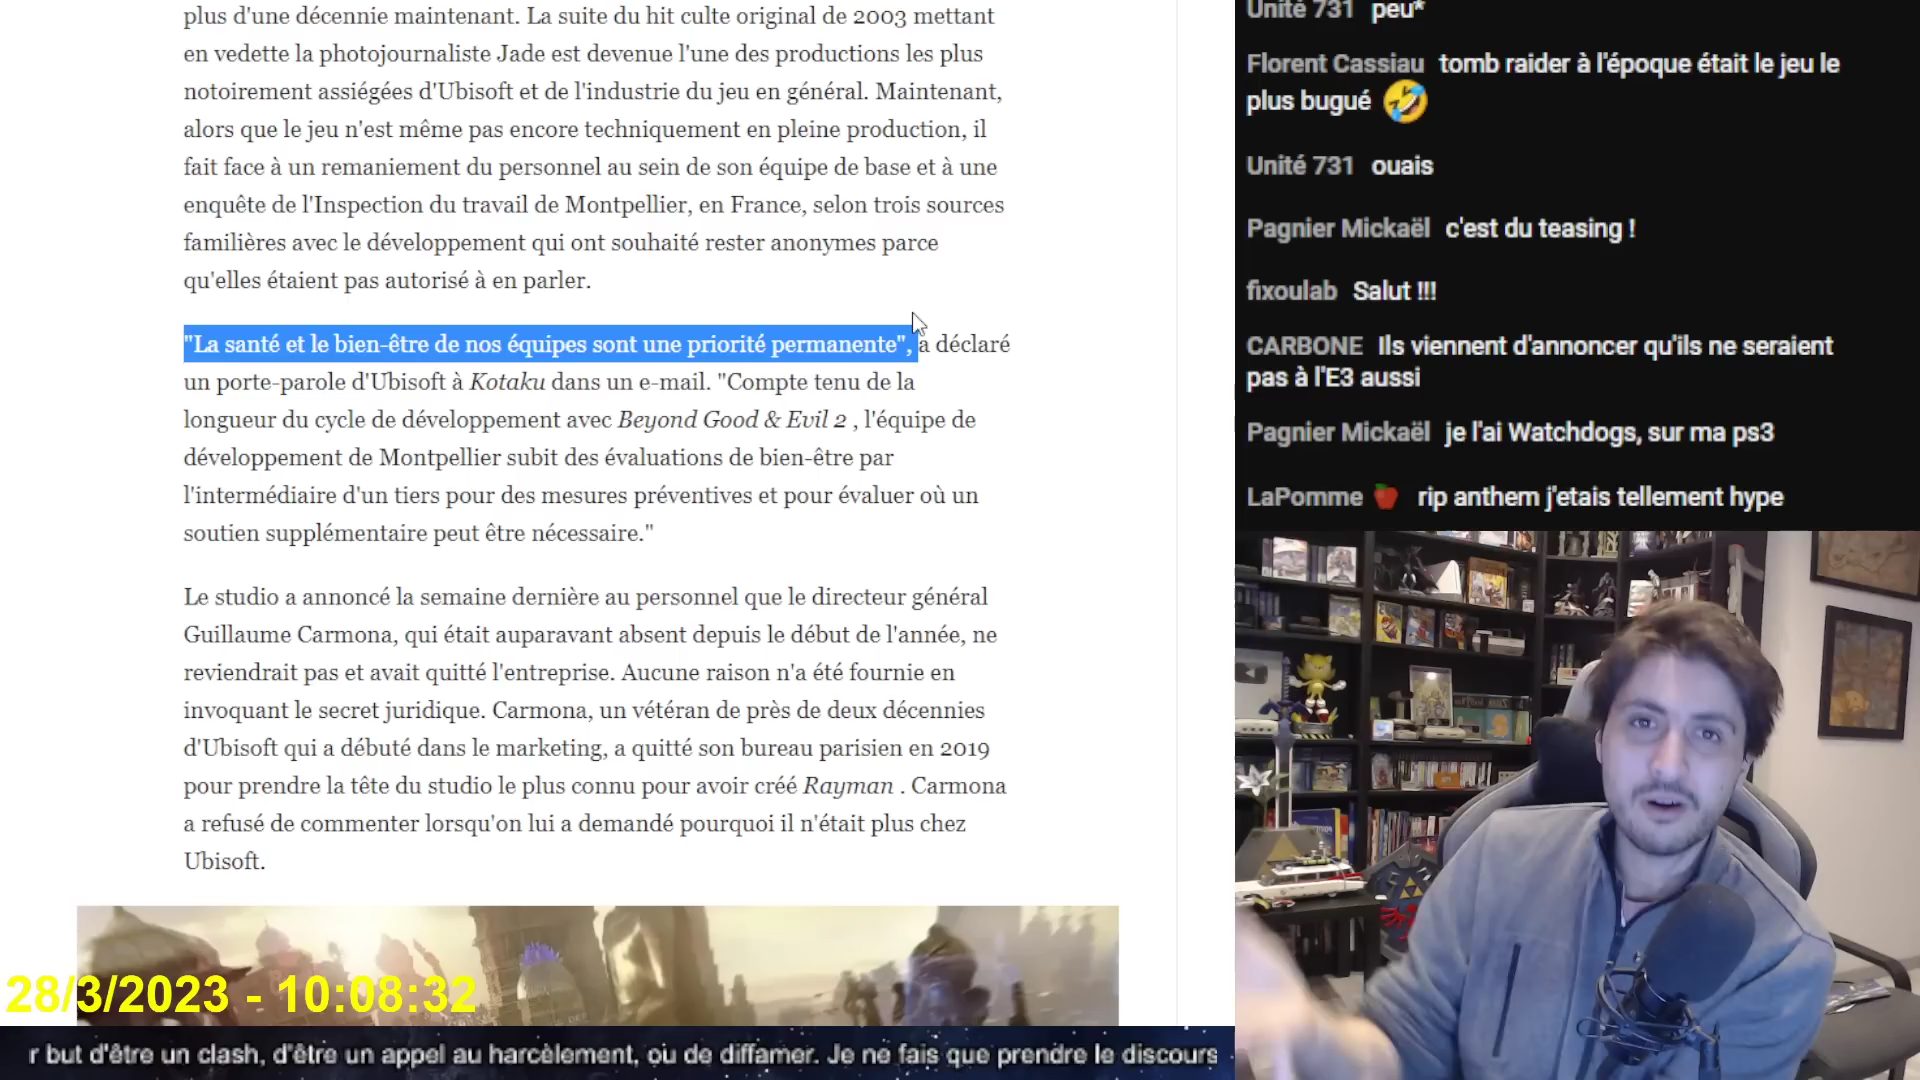 plus d'une décennie maintenant. La suite du hit culte original de 2003 mettant
en vedette la photojournaliste Jade est devenue l'une des productions les plus
notoirement assiégées d'Ubisoft et de l'industrie du jeu en général. Maintenant,
alors que le jeu n'est même pas encore techniquement en pleine production, il
fait face à un remaniement du personnel au sein de son équipe de base et à une
enquête de l'Inspection du travail de Montpellier, en France, selon trois sources
familières avec le développement qui ont souhaité rester anonymes parce
qu'elles étaient pas autorisé à en parler.
"La santé et le bien-être de nos équipes sont une priorité permanente", a déclaré
un porte-parole d'Ubisoft à Kotaku dans un e-mail. "Compte tenu de la
longueur du cycle de développement avec Beyond Good & Evil 2 , l'équipe de
développement de Montpellier subit des évaluations de bien-être par
l'intermédiaire d'un tiers pour des mesures préventives et pour évaluer où un
soutien supplémentaire peut être nécessaire."
Le studio a annoncé la semaine dernière au personnel que le directeur général
Guillaume Carmona, qui était auparavant absent depuis le début de l'année, ne
reviendrait pas et avait quitté l'entreprise. Aucune raison n'a été fournie en
invoquant le secret juridique. Carmona, un vétéran de près de deux décennies
d'Ubisoft qui a débuté dans le marketing, a quitté son bureau parisien en 2019
pour prendre la tête du studio le plus connu pour avoir créé Rayman . Carmona
a refusé de commenter lorsqu'on lui a demandé pourquoi il n'était plus chez
Ubisoft.
28/3/2023 - 10:08:32
r but d'être un clash, d'être un appel au harcèlement, ou de diffamer. Je ne fais que prendre le discours
Unité 731 peu*
Florent Cassiau tomb raider à l'époque était le jeu le
plus bugué 🤣
Unité 731 ouais
Pagnier Mickaël c'est du teasing !
fixoulab Salut !!!
CARBONE Ils viennent d'annoncer qu'ils ne seraient
pas à l'E3 aussi
Pagnier Mickaël je l'ai Watchdogs, sur ma ps3
LaPomme 🍎 rip anthem j'etais tellement hype